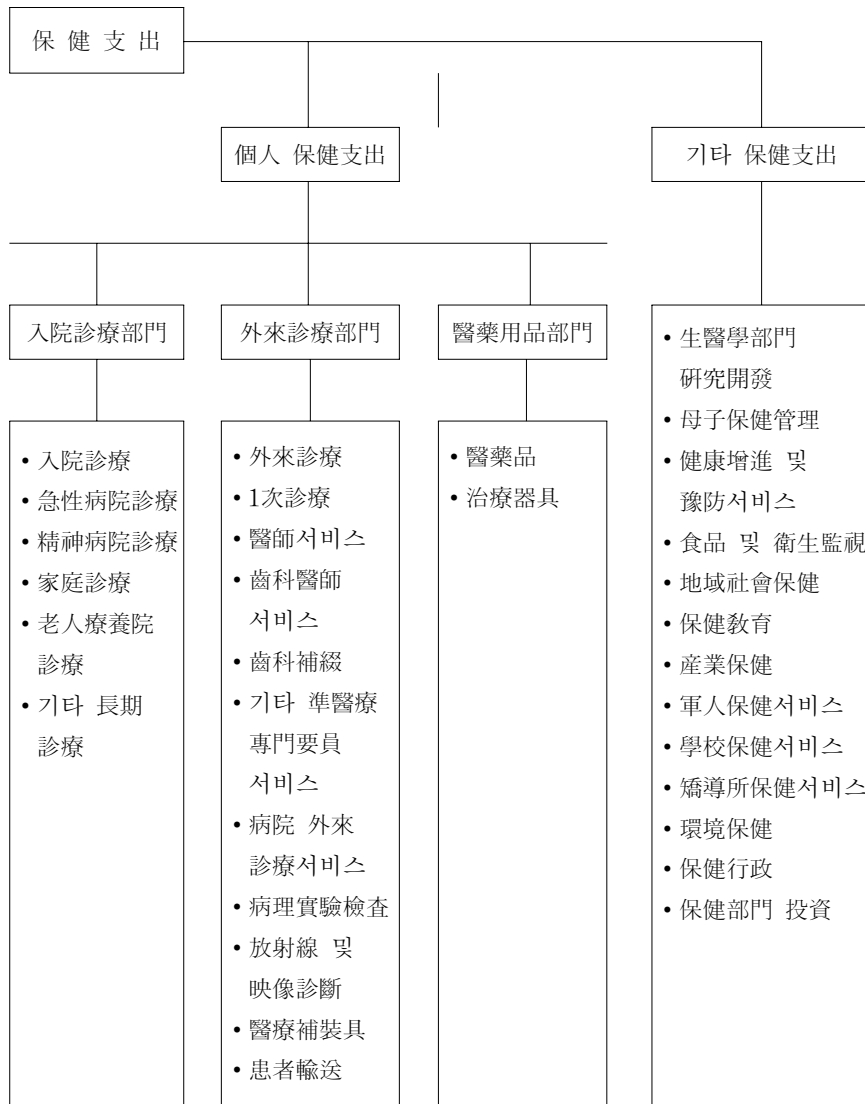 保 健 支 出
個人 保健支出
기타 保健支出
入院診療部門
外來診療部門
醫藥用品部門
• 入院診療
• 急性病院診療
• 精神病院診療
• 家庭診療
• 老人療養院
診療
• 기타 長期
診療
• 外來診療
• 1次診療
• 醫師서비스
• 齒科醫師
서비스
• 齒科補綴
• 기타 準醫療
專門要員
서비스
• 病院 外來
診療서비스
• 病理實驗檢査
• 放射線 및
映像診斷
• 醫療補裝具
• 患者輸送
• 醫藥品
• 治療器具
• 生醫學部門
硏究開發
• 母子保健管理
• 健康增進 및
豫防서비스
• 食品 및 衛生監視
• 地域社會保健
• 保健敎育
• 産業保健
• 軍人保健서비스
• 學校保健서비스
• 矯導所保健서비스
• 環境保健
• 保健行政
• 保健部門 投資